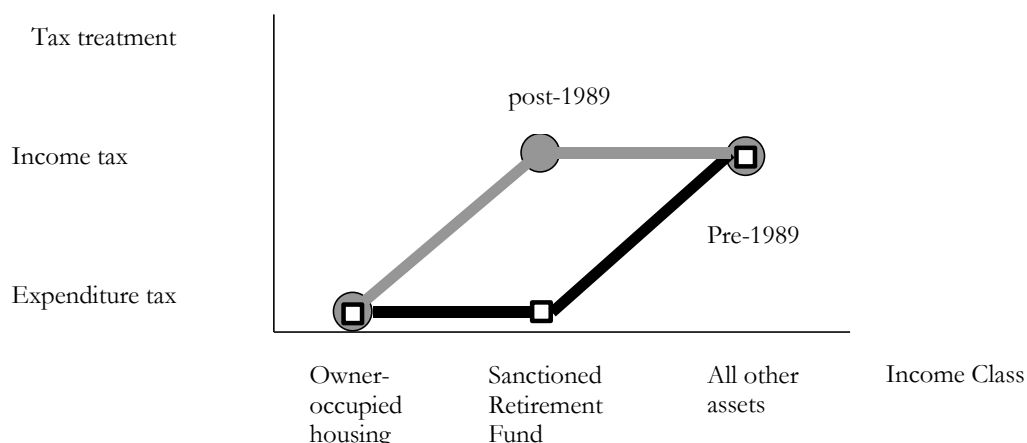 Tax treatment
post-1989
Income tax
Pre-1989
Expenditure tax
Owner-
occupied
housing
Sanctioned
Retirement
Fund
All other
assets
Income Class